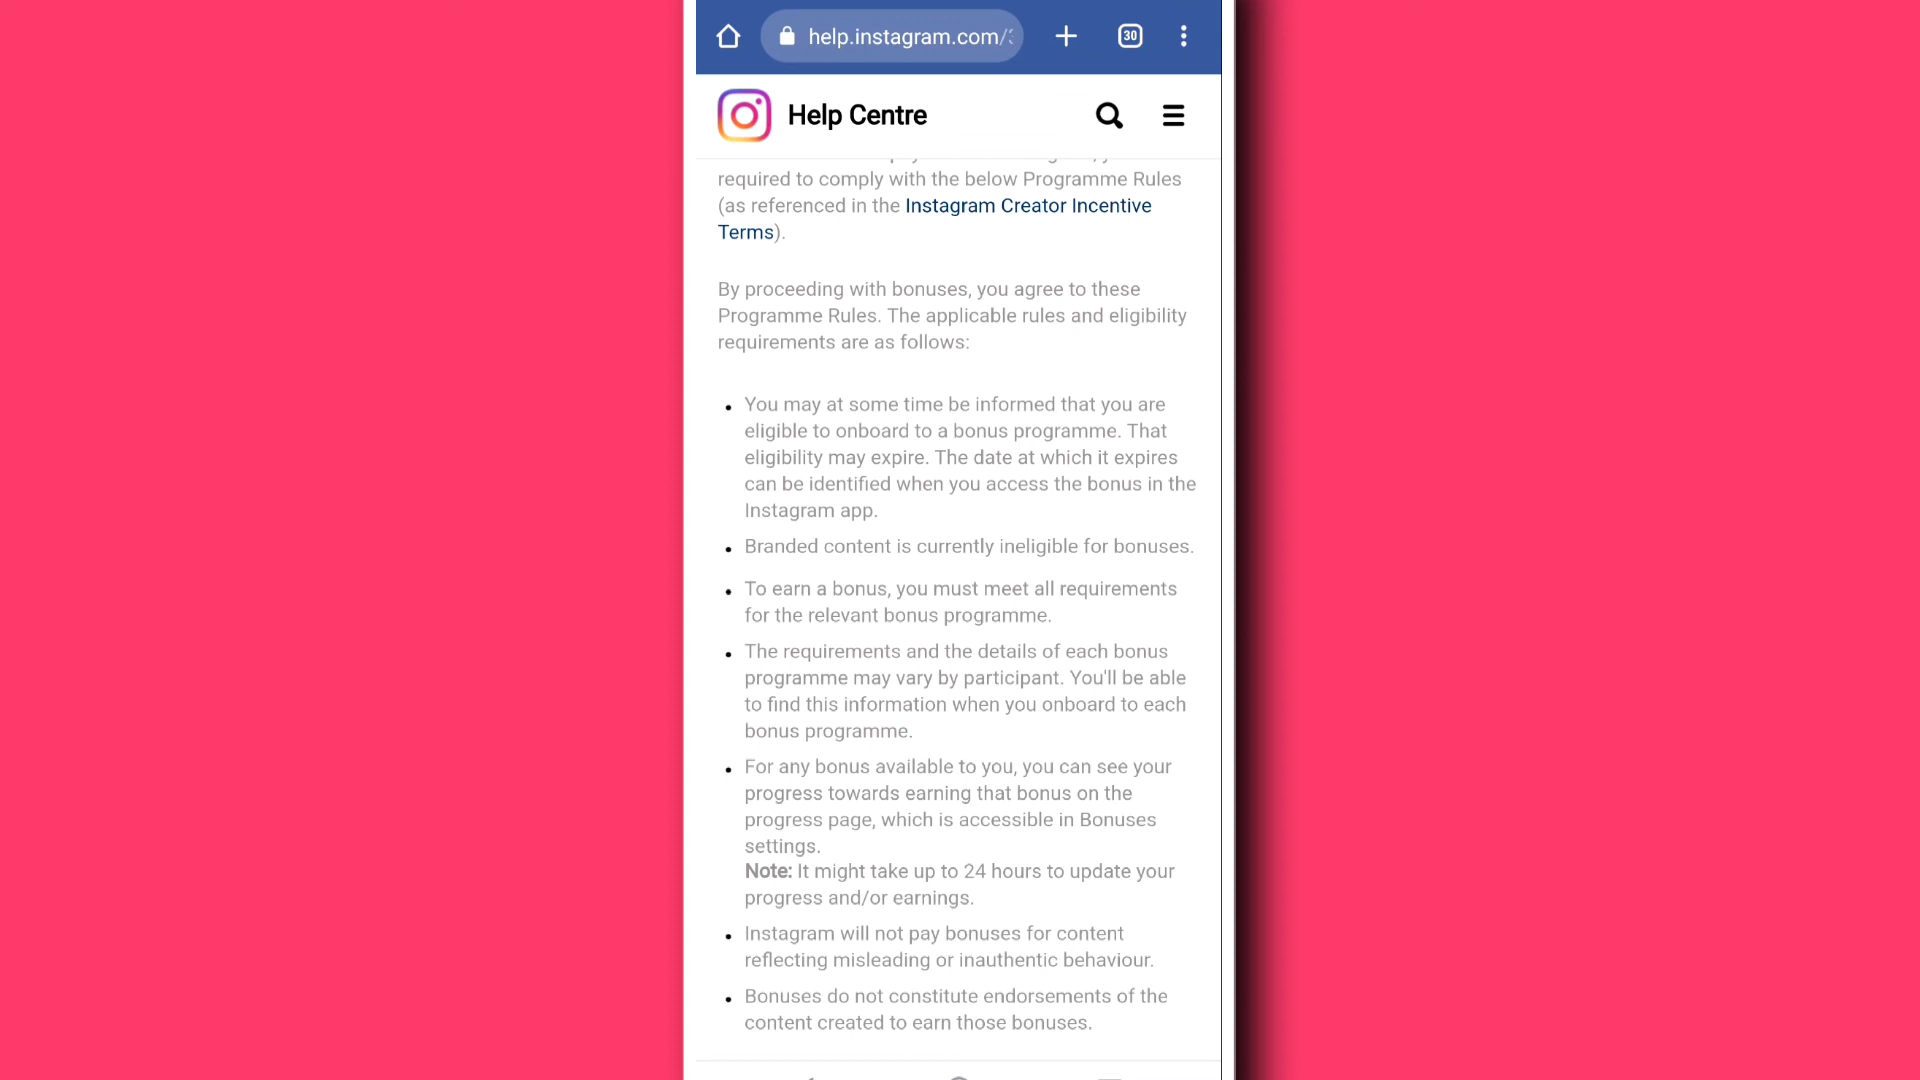 help.instagram.com/
30
Help Centre
required to comply with the below Programme Rules
(as referenced in the Instagram Creator Incentive
Terms).
By proceeding with bonuses, you agree to these
Programme Rules. The applicable rules and eligibility
requirements are as follows:
• You may at some time be informed that you are
eligible to onboard to a bonus programme. That
eligibility may expire. The date at which it expires
can be identified when you access the bonus in the
Instagram app.
• Branded content is currently ineligible for bonuses.
• To earn a bonus, you must meet all requirements
for the relevant bonus programme.
• The requirements and the details of each bonus
programme may vary by participant. You'll be able
to find this information when you onboard to each
bonus programme.
• For any bonus available to you, you can see your
progress towards earning that bonus on the
progress page, which is accessible in Bonuses
settings.
Note: It might take up to 24 hours to update your
progress and/or earnings.
• Instagram will not pay bonuses for content
reflecting misleading or inauthentic behaviour.
• Bonuses do not constitute endorsements of the
content created to earn those bonuses.